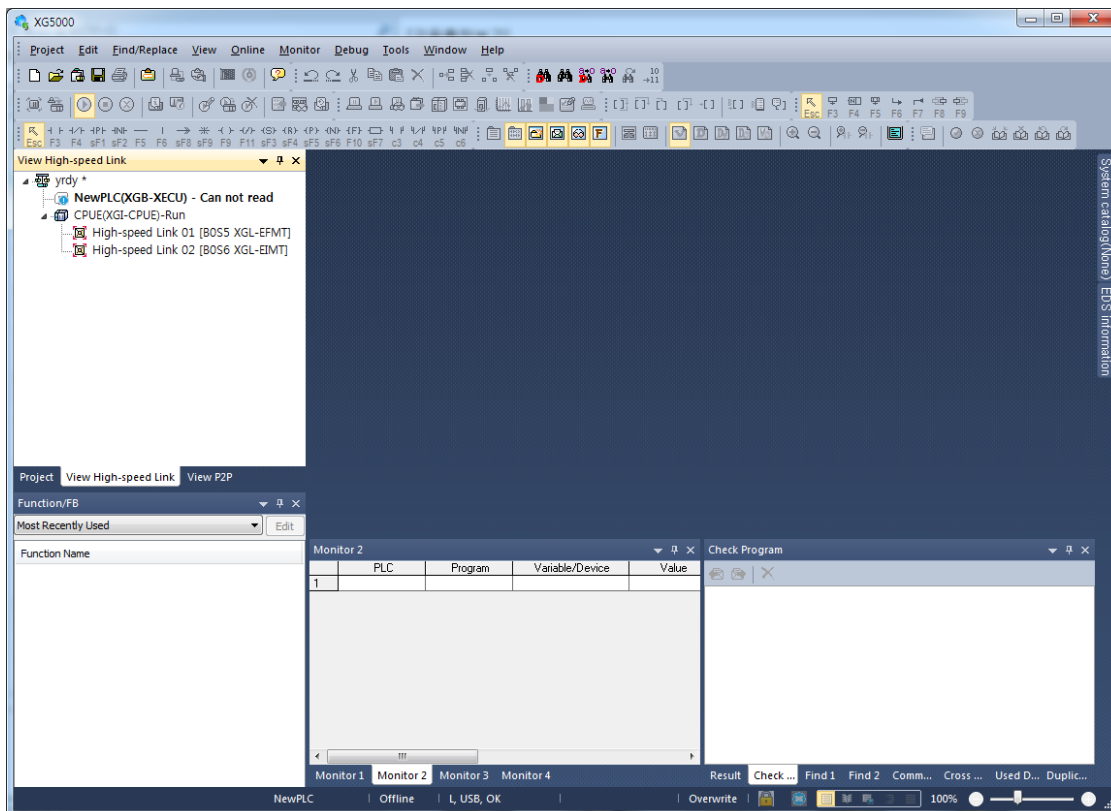 XG5000
Project Edit Find/Replace View Online Monitor Debug Tools Window Help
Esc F3 F4 F5 F6 F7 F8 F9
Esc F3 F4 sF1 sF2 F5 F6 sF8 sF9 F9 F11 sF3 sF4 sF5 sF6 F10 sF7 c3 c4 c5 c6
View High-speed Link
yrdy *
NewPLC(XGB-XECU) - Can not read
CPUE(XGI-CPUE)-Run
High-speed Link 01 [B0S5 XGL-EFMT]
High-speed Link 02 [B0S6 XGL-EIMT]
System catalog(None)
EDS information
Project View High-speed Link View P2P
Function/FB
Most Recently Used Edit
Function Name
Monitor 2
PLC Program Variable/Device Value
1
Monitor 1 Monitor 2 Monitor 3 Monitor 4
Check Program
Result Check ... Find 1 Find 2 Comm... Cross ... Used D... Duplic...
NewPLC Offline L, USB, OK Overwrite 100%